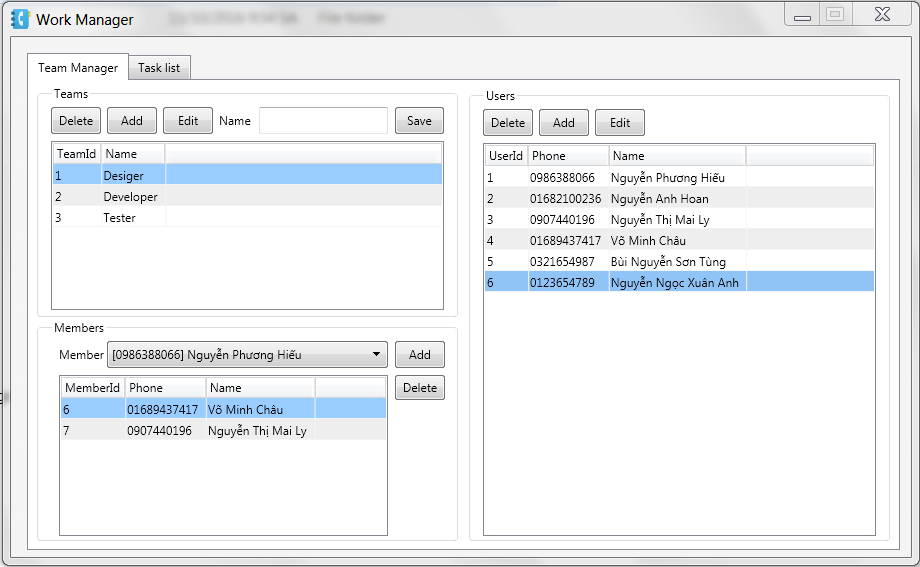 Work Manager
Team Manager
Task list
Teams
Delete Add Edit Name Save
TeamId Name
1 Desiger
2 Developer
3 Tester
Members
Member [0986388066] Nguyễn Phương Hiếu Add
Delete
MemberId Phone Name
6 01689437417 Võ Minh Châu
7 0907440196 Nguyễn Thị Mai Ly
Users
Delete Add Edit
UserId Phone Name
1 0986388066 Nguyễn Phương Hiếu
2 01682100236 Nguyễn Anh Hoan
3 0907440196 Nguyễn Thị Mai Ly
4 01689437417 Võ Minh Châu
5 0321654987 Bùi Nguyễn Sơn Tùng
6 0123654789 Nguyễn Ngọc Xuân Anh